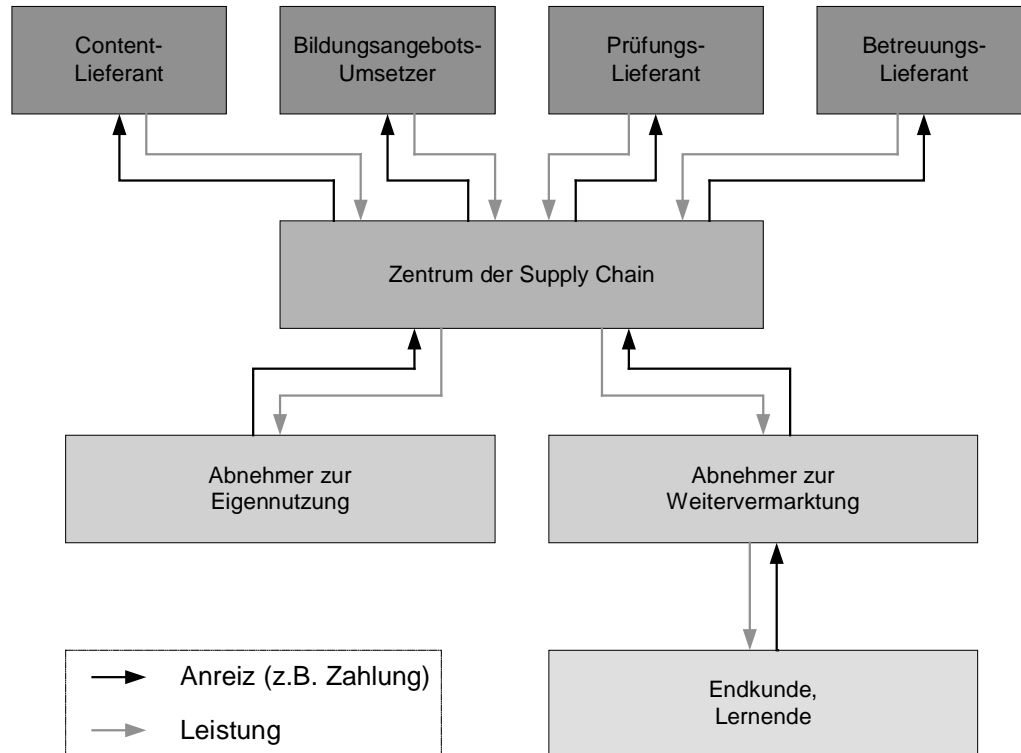 Content-
Lieferant
Bildungsangebots-
Umsetzer
Prüfungs-
Lieferant
Betreuungs-
Lieferant
Zentrum der Supply Chain
Abnehmer zur
Eigennutzung
Abnehmer zur
Weitervermarktung
Anreiz (z.B. Zahlung)
Leistung
Endkunde,
Lernende